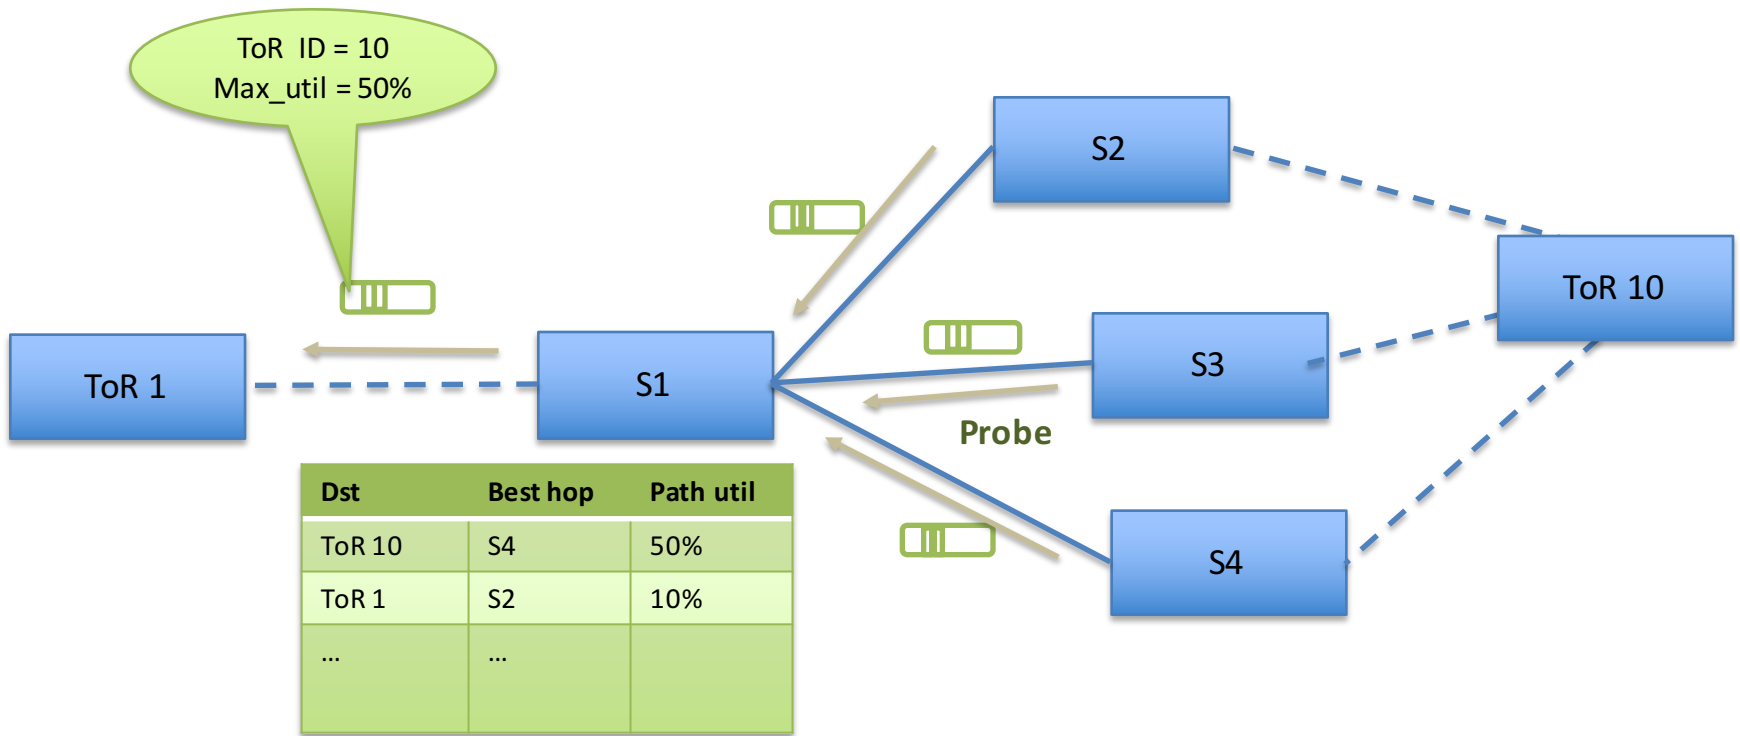 ToR ID = 10
Max_util = 50%
S2
ToR 10
S3
ToR 1
S1
Probe
S4
Dst Best hop Path util
ToR 10 S4 50%
ToR 1 S2 10%
... ...